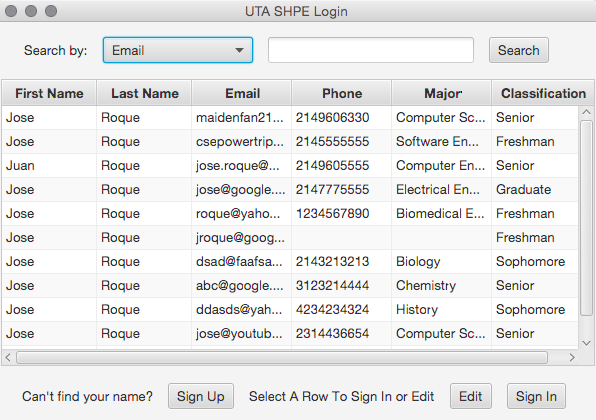 UTA SHPE Login
Search by: Email Search
First Name Last Name Email Phone Major Classification
Jose Roque maidenfan21... 2149606330 Computer Sc... Senior
Jose Roque csepowertrip... 2145555555 Software En... Freshman
Juan Roque jose.roque@... 2149605555 Computer En... Senior
Jose Roque jose@google.... 2147775555 Electrical En... Graduate
Jose Roque roque@yaho... 1234567890 Biomedical E... Freshman
Jose Roque jroque@goog... Freshman
Jose Roque dsad@faafsa... 2143213213 Biology Sophomore
Jose Roque abc@google.... 3123214444 Chemistry Senior
Jose Roque ddasds@yah... 4234234324 History Sophomore
Jose Roque jose@youtub... 2314436654 Computer Sc... Senior
Can't find your name? Sign Up Select A Row To Sign In or Edit Edit Sign In